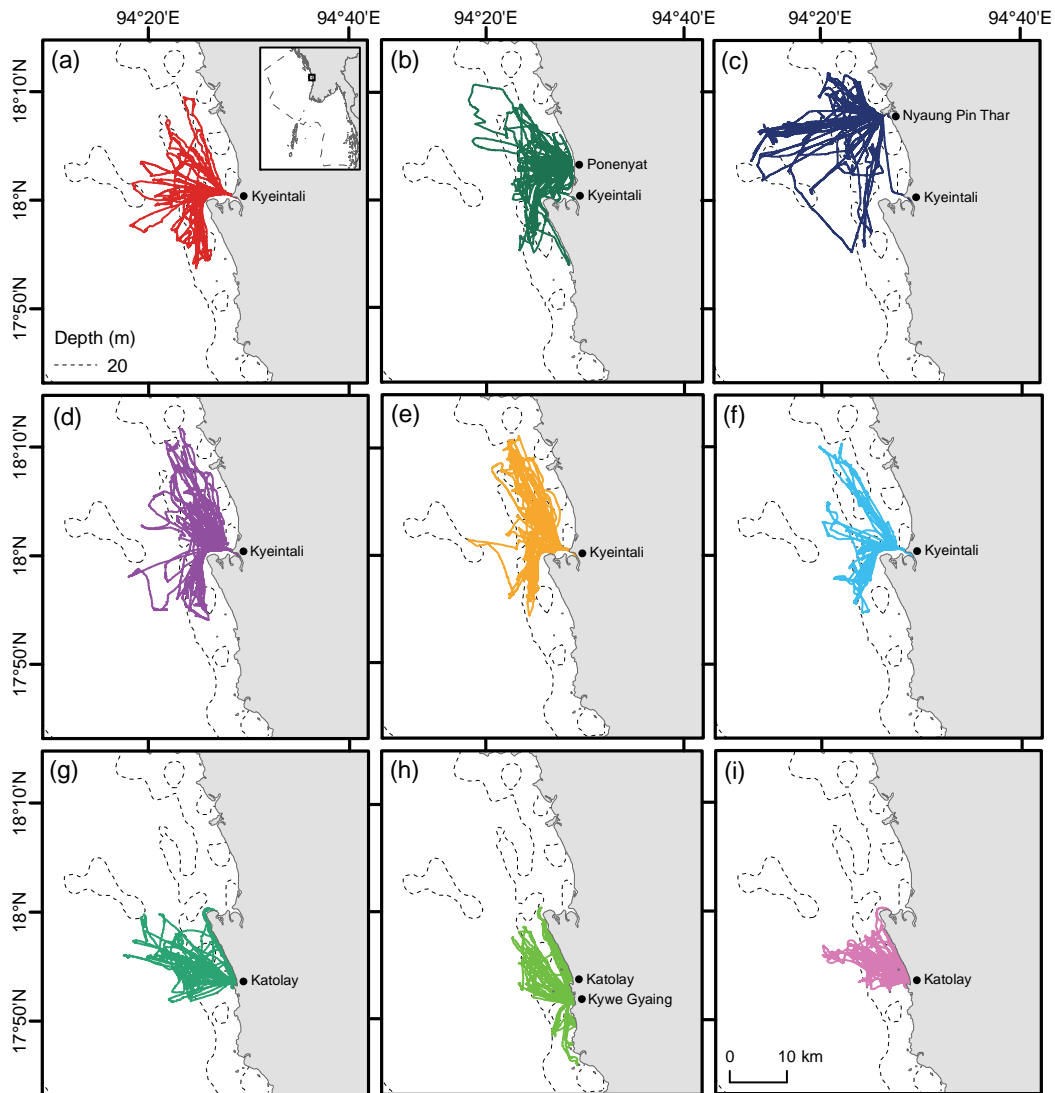 94°20'E 94°40'E 94°20'E 94°40'E 94°20'E 94°40'E
(a) (b) (c)
18°10'N
Nyaung Pin Thar
Ponenyat
18°N
Kyeintali Kyeintali Kyeintali
17°50'N
Depth (m)
20
(d) (e) (f)
18°10'N
18°N
Kyeintali Kyeintali Kyeintali
17°50'N
(g) (h) (i)
18°10'N
18°N
Katolay Katolay Katolay
Kywe Gyaing
17°50'N
0 10 km